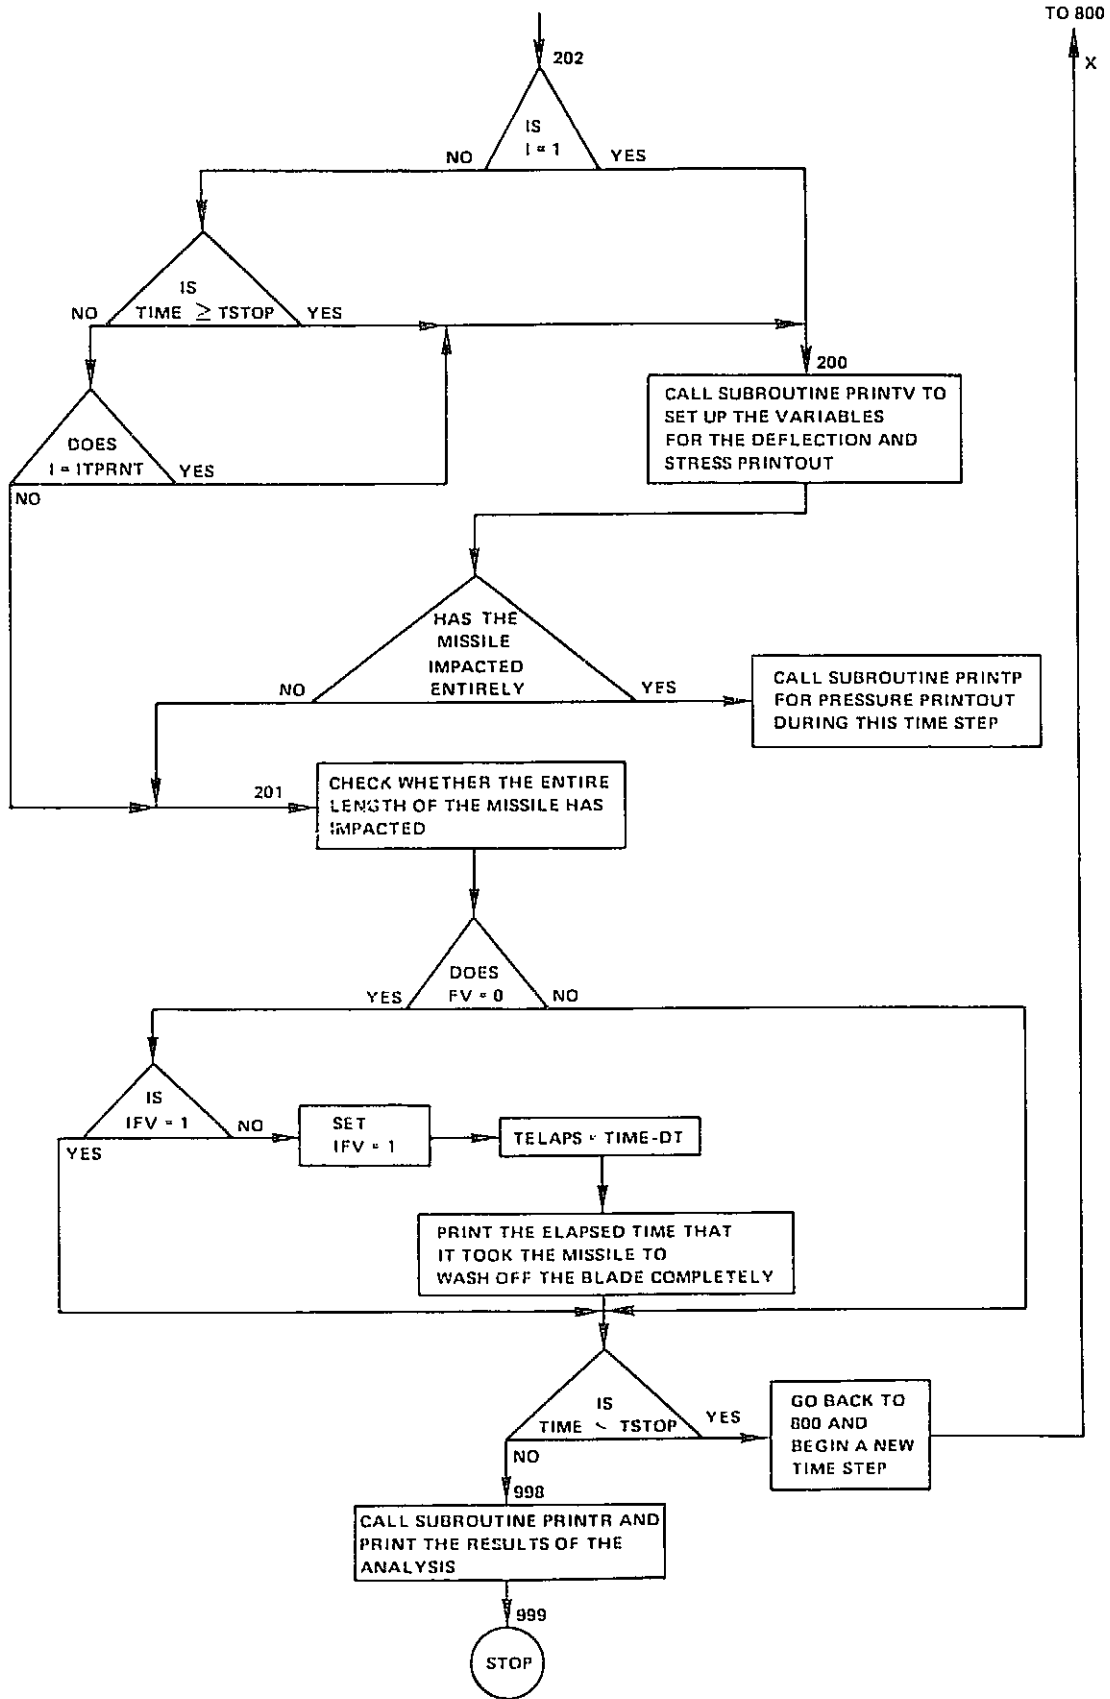 TO 800
X
202
IS
I = 1
NO
YES
IS
TIME ≥ TSTOP
NO
YES
200
CALL SUBROUTINE PRINTV TO
SET UP THE VARIABLES
FOR THE DEFLECTION AND
STRESS PRINTOUT
DOES
I = ITPRNT
YES
NO
HAS THE
MISSILE
IMPACTED
ENTIRELY
NO
YES
CALL SUBROUTINE PRINTP
FOR PRESSURE PRINTOUT
DURING THIS TIME STEP
201
CHECK WHETHER THE ENTIRE
LENGTH OF THE MISSILE HAS
IMPACTED
DOES
FV = 0
YES
NO
IS
IFV = 1
NO
YES
SET
IFV = 1
TELAPS = TIME-DT
PRINT THE ELAPSED TIME THAT
IT TOOK THE MISSILE TO
WASH OFF THE BLADE COMPLETELY
IS
TIME < TSTOP
YES
NO
GO BACK TO
800 AND
BEGIN A NEW
TIME STEP
998
CALL SUBROUTINE PRINTR AND
PRINT THE RESULTS OF THE
ANALYSIS
999
STOP